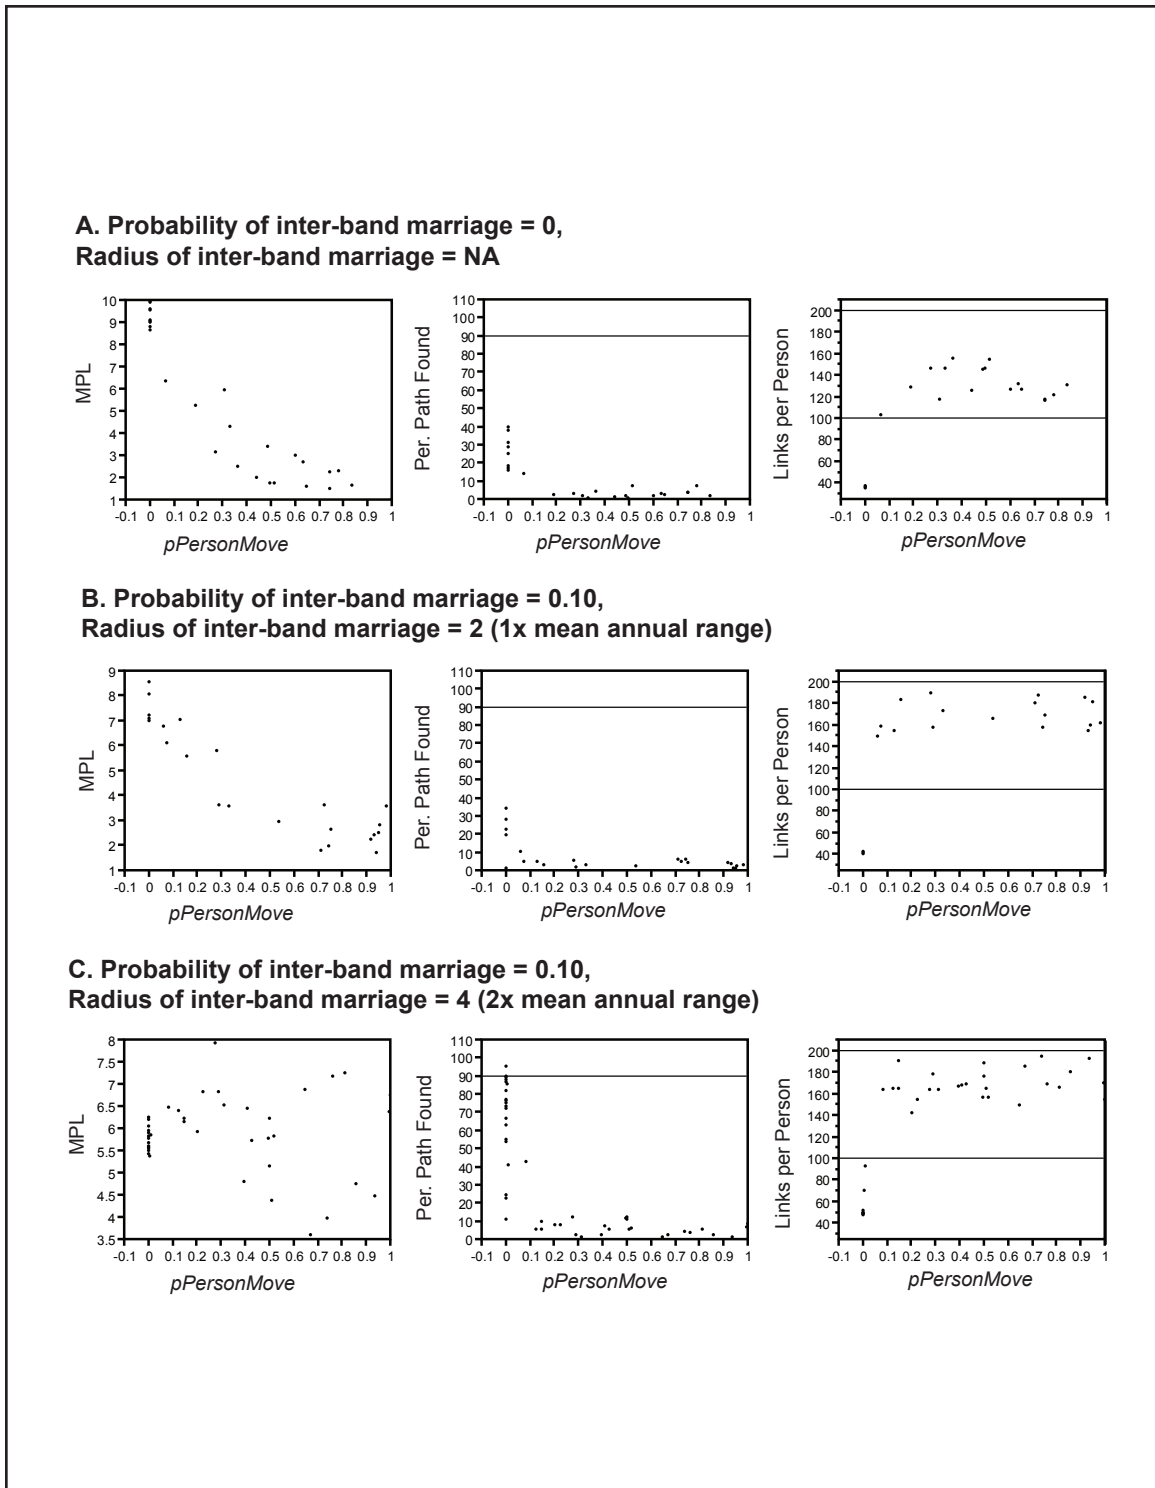 A. Probability of inter-band marriage = 0,
Radius of inter-band marriage = NA
MPL
10
9
8
7
6
5
4
3
2
1
-0.1 0 0.1 0.2 0.3 0.4 0.5 0.6 0.7 0.8 0.9 1
pPersonMove
Per. Path Found
110
100
90
80
70
60
50
40
30
20
10
0
-0.1 0 0.1 0.2 0.3 0.4 0.5 0.6 0.7 0.8 0.9 1
pPersonMove
Links per Person
200
180
160
140
120
100
80
60
40
-0.1 0 0.1 0.2 0.3 0.4 0.5 0.6 0.7 0.8 0.9 1
pPersonMove
B. Probability of inter-band marriage = 0.10,
Radius of inter-band marriage = 2 (1x mean annual range)
MPL
9
8
7
6
5
4
3
2
1
-0.1 0 0.1 0.2 0.3 0.4 0.5 0.6 0.7 0.8 0.9 1
pPersonMove
Per. Path Found
110
100
90
80
70
60
50
40
30
20
10
0
-0.1 0 0.1 0.2 0.3 0.4 0.5 0.6 0.7 0.8 0.9 1
pPersonMove
Links per Person
200
180
160
140
120
100
80
60
40
-0.1 0 0.1 0.2 0.3 0.4 0.5 0.6 0.7 0.8 0.9 1
pPersonMove
C. Probability of inter-band marriage = 0.10,
Radius of inter-band marriage = 4 (2x mean annual range)
MPL
8
7.5
7
6.5
6
5.5
5
4.5
4
3.5
-0.1 0 0.1 0.2 0.3 0.4 0.5 0.6 0.7 0.8 0.9 1
pPersonMove
Per. Path Found
110
100
90
80
70
60
50
40
30
20
10
0
-0.1 0 0.1 0.2 0.3 0.4 0.5 0.6 0.7 0.8 0.9 1
pPersonMove
Links per Person
200
180
160
140
120
100
80
60
40
-0.1 0 0.1 0.2 0.3 0.4 0.5 0.6 0.7 0.8 0.9 1
pPersonMove